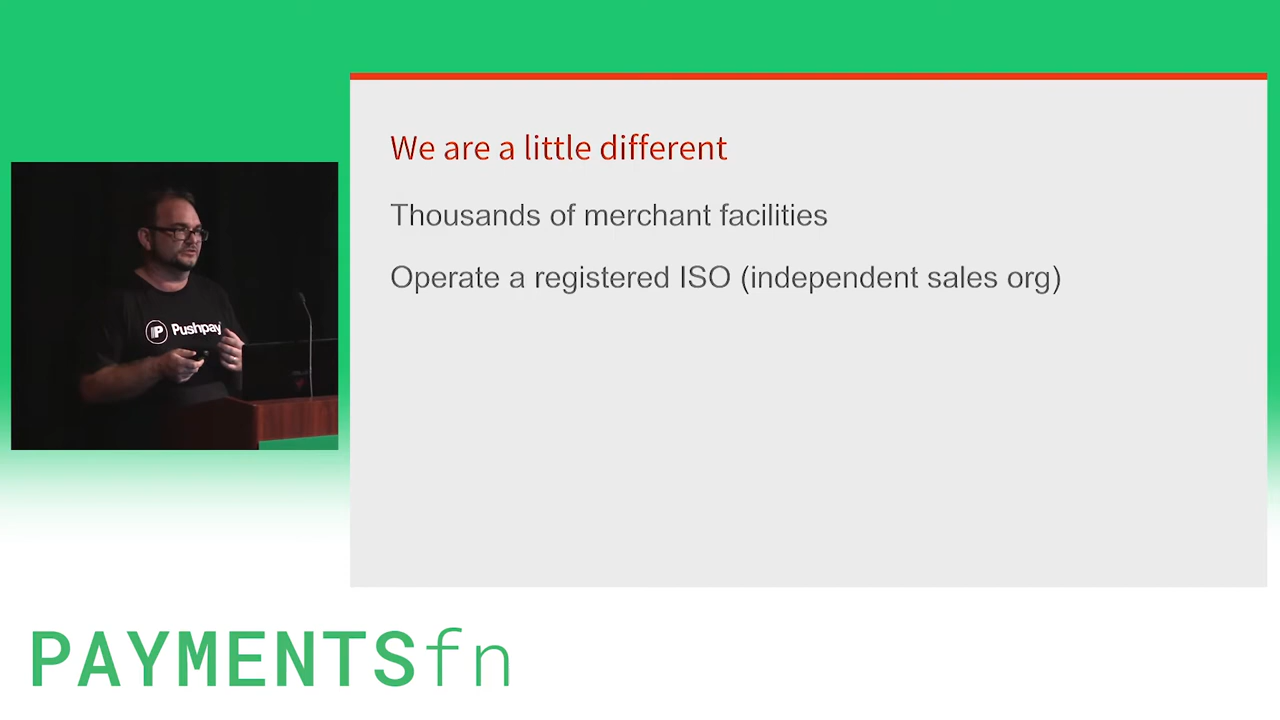 We are a little different
Thousands of merchant facilities
Operate a registered ISO (independent sales org)
Pushpay
PAYMENTSfn